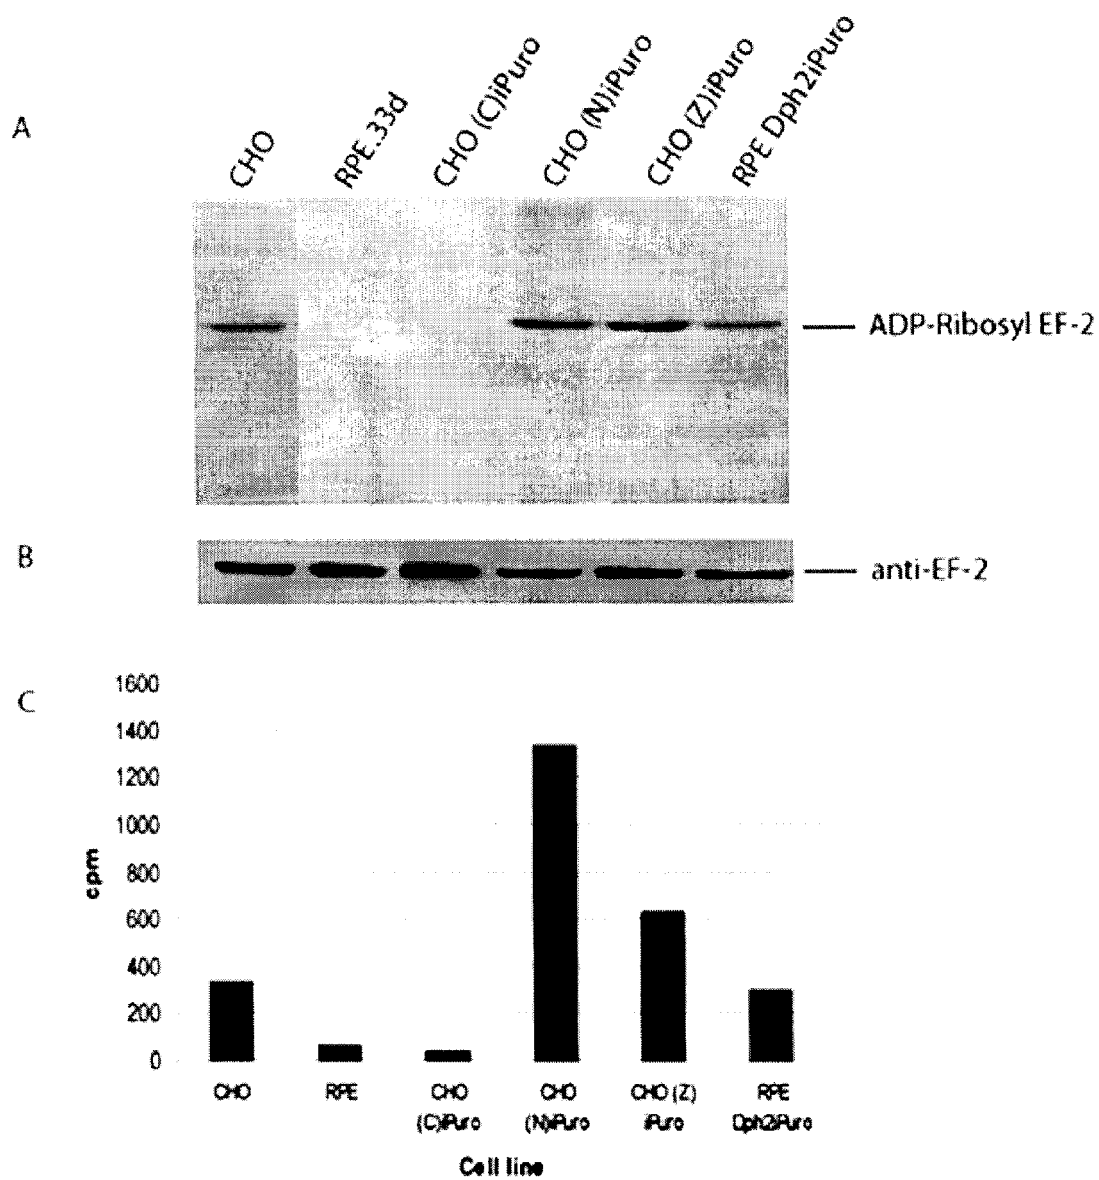 A
CHO
RPE.33d
CHO (C)iPuro
CHO (N)iPuro
CHO (Z)iPuro
RPE Dph2iPuro
ADP-Ribosyl EF-2
B
anti-EF-2
C
1600
1400
1200
1000
800
600
400
200
0
cpm
CHO
RPE
CHO
(C)iPuro
CHO
(N)iPuro
CHO (Z)
iPuro
RPE
Dph2iPuro
Cell line